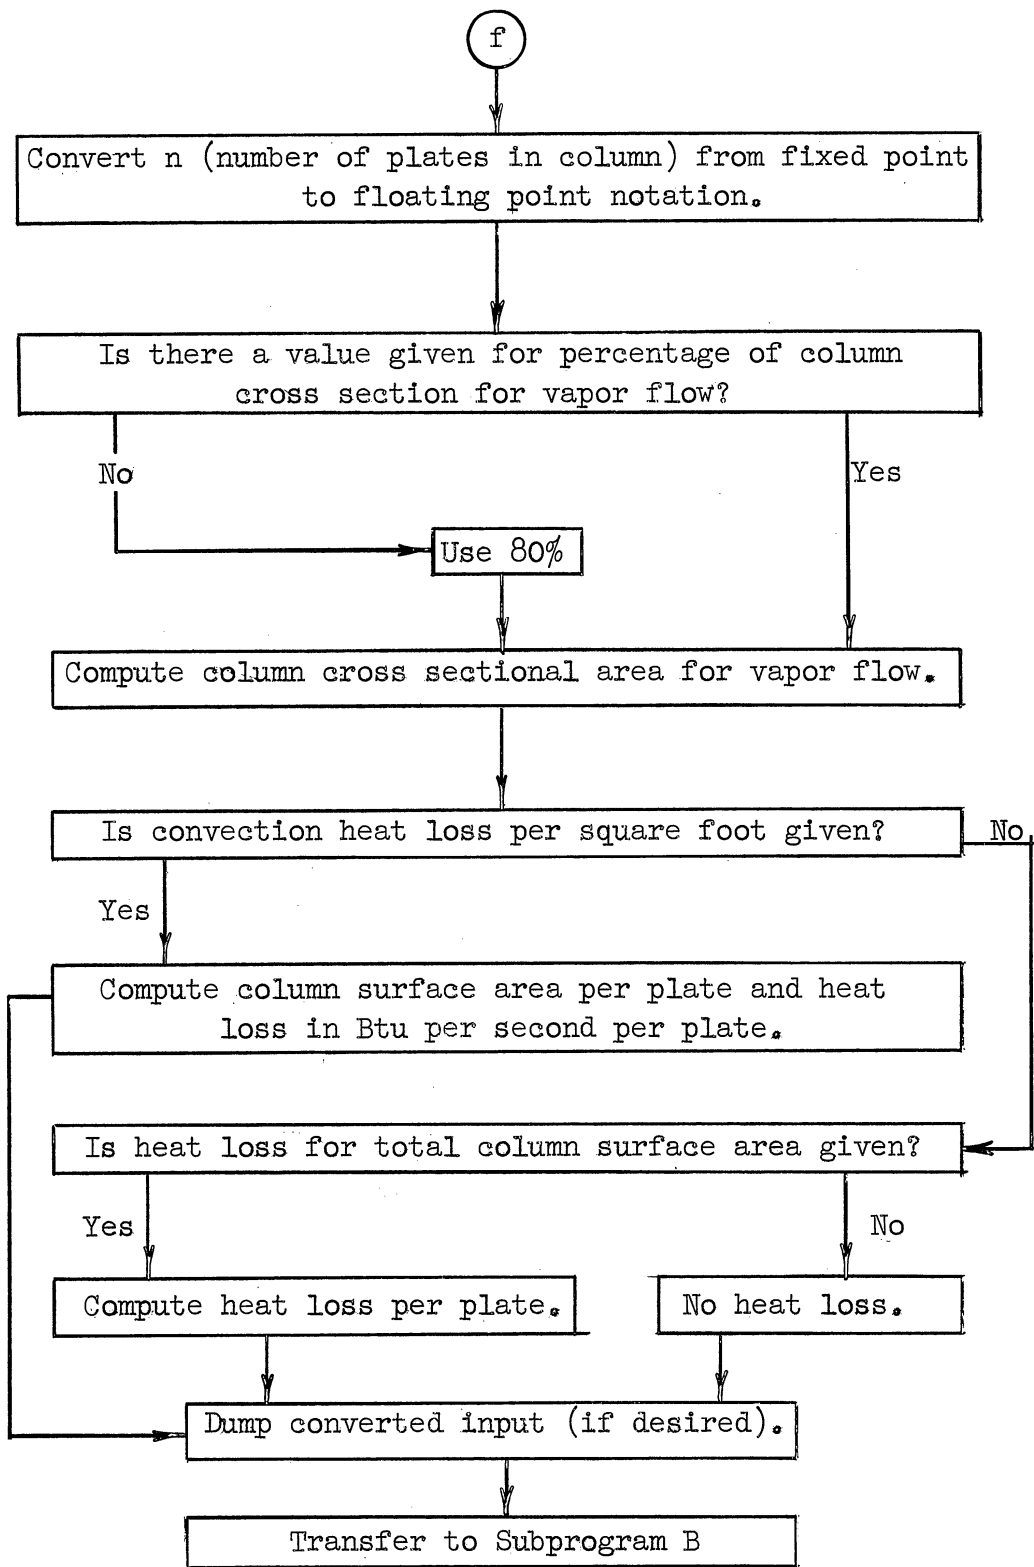 f
Convert n (number of plates in column) from fixed point
to floating point notation.
Is there a value given for percentage of column
cross section for vapor flow?
No
Yes
Use 80%
Compute column cross sectional area for vapor flow.
Is convection heat loss per square foot given?
No
Yes
Compute column surface area per plate and heat
loss in Btu per second per plate.
Is heat loss for total column surface area given?
Yes
No
Compute heat loss per plate.
No heat loss.
Dump converted input (if desired).
Transfer to Subprogram B